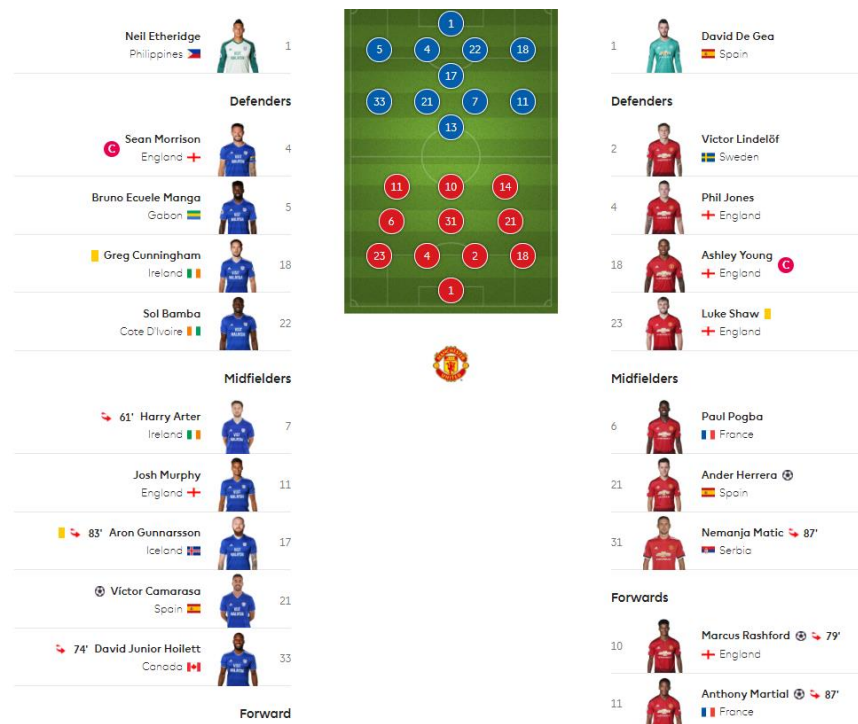 Neil Etheridge
Philippines
1
Defenders
C
Sean Morrison
England
4
Bruno Ecuele Manga
Gabon
5
Greg Cunningham
Ireland
18
Sol Bamba
Cote D'Ivoire
22
Midfielders
61' Harry Arter
Ireland
7
Josh Murphy
England
11
83' Aron Gunnarsson
Iceland
17
Víctor Camarasa
Spain
21
74' David Junior Hoilett
Canada
33
Forward
1
5 4 22 18
17
33 21 7 11
13
11 10 14
6 31 21
23 4 2 18
1
1
David De Gea
Spain
Defenders
2
Victor Lindelöf
Sweden
4
Phil Jones
England
18
Ashley Young
C
England
23
Luke Shaw
England
Midfielders
6
Paul Pogba
France
21
Ander Herrera
Spain
31
Nemanja Matic 87'
Serbia
Forwards
10
Marcus Rashford 79'
England
11
Anthony Martial 87'
France